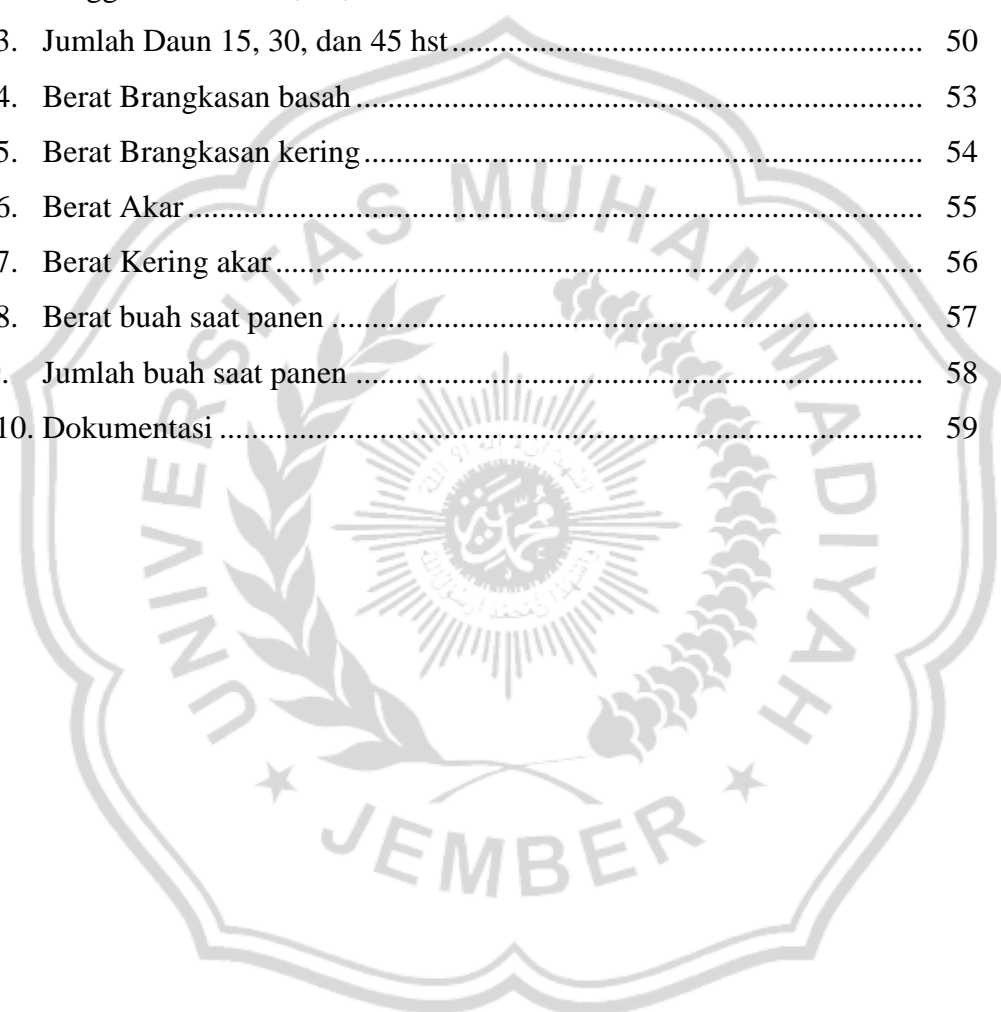 3. Jumlah Daun 15, 30, dan 45 hst........................................................ 50
4. Berat Brangkasan basah .................................................................... 53
5. Berat Brangkasan kering ................................................................... 54
6. Berat Akar ......................................................................................... 55
7. Berat Kering akar .............................................................................. 56
8. Berat buah saat panen ....................................................................... 57
Jumlah buah saat panen .................................................................... 58
10. Dokumentasi ..................................................................................... 59
UNIVERSITAS MUHAMMADIYAH
JEMBER